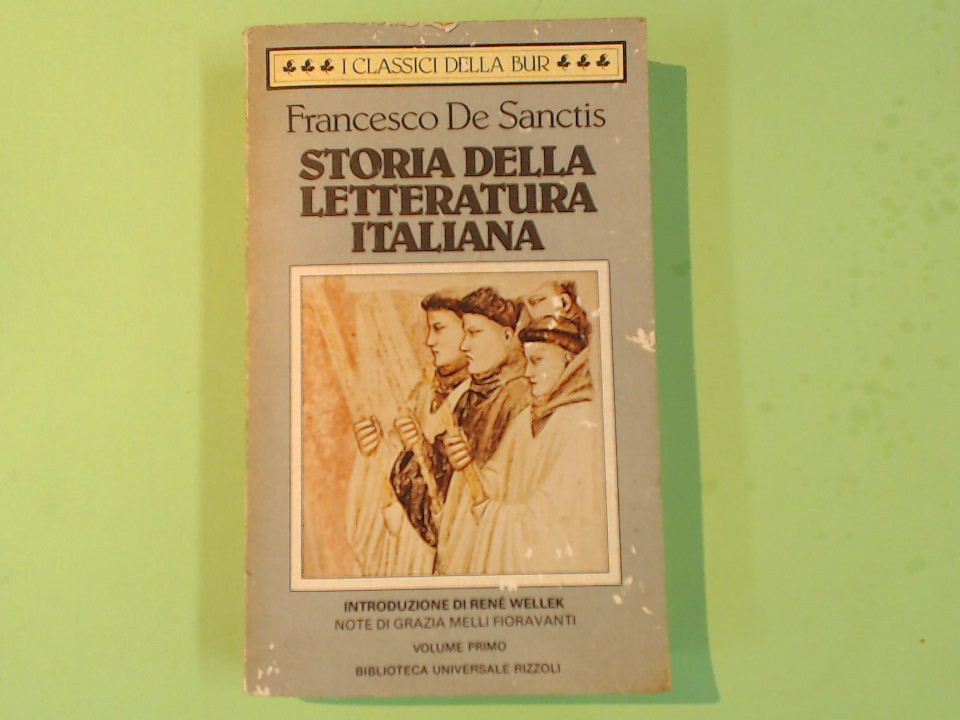 I CLASSICI DELLA BUR
Francesco De Sanctis
STORIA DELLA
LETTERATURA
ITALIANA
INTRODUZIONE DI RENÉ WELLEK
NOTE DI GRAZIA MELLI FIORAVANTI
VOLUME PRIMO
BIBLIOTECA UNIVERSALE RIZZOLI